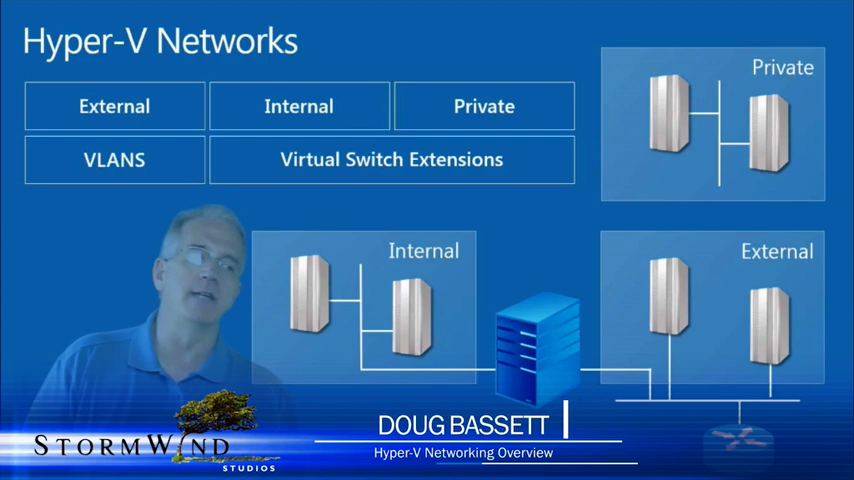 Hyper-V Networks
External
Internal
Private
VLANS
Virtual Switch Extensions
Private
Internal
External
DOUG BASSETT
Hyper-V Networking Overview
STORMWIND
STUDIOS